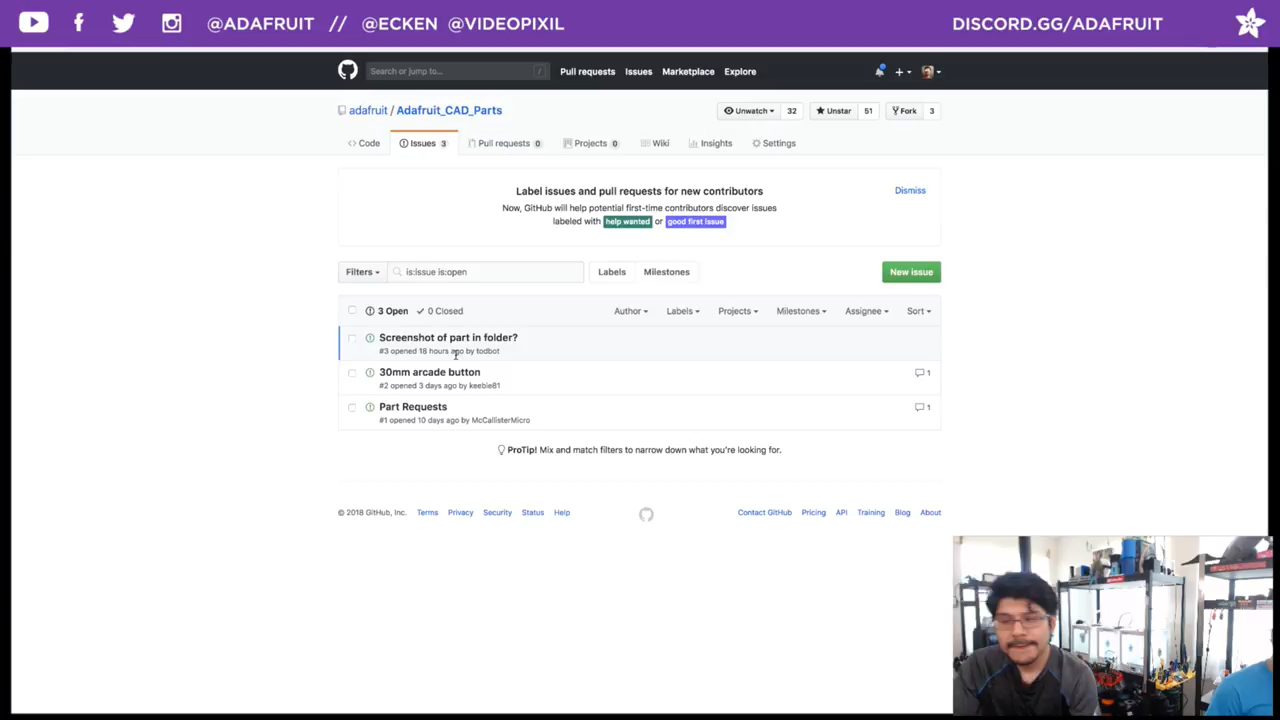 @ADAFRUIT // @ECKEN @VIDEOPIXIL DISCORD.GG/ADAFRUIT
Search or jump to... / Pull requests Issues Marketplace Explore
adafruit / Adafruit_CAD_Parts Unwatch 32 Unstar 51 Fork 3
Code Issues 3 Pull requests 0 Projects 0 Wiki Insights Settings
Label issues and pull requests for new contributors Dismiss
Now, GitHub will help potential first-time contributors discover issues
labeled with help wanted or good first issue
Filters is:issue is:open Labels Milestones New issue
3 Open 0 Closed Author Labels Projects Milestones Assignee Sort
Screenshot of part in folder?
#3 opened 18 hours ago by todbot
30mm arcade button 1
#2 opened 3 days ago by keebie81
Part Requests 1
#1 opened 10 days ago by McCallisterMicro
ProTip! Mix and match filters to narrow down what you're looking for.
© 2018 GitHub, Inc. Terms Privacy Security Status Help Contact GitHub Pricing API Training Blog About